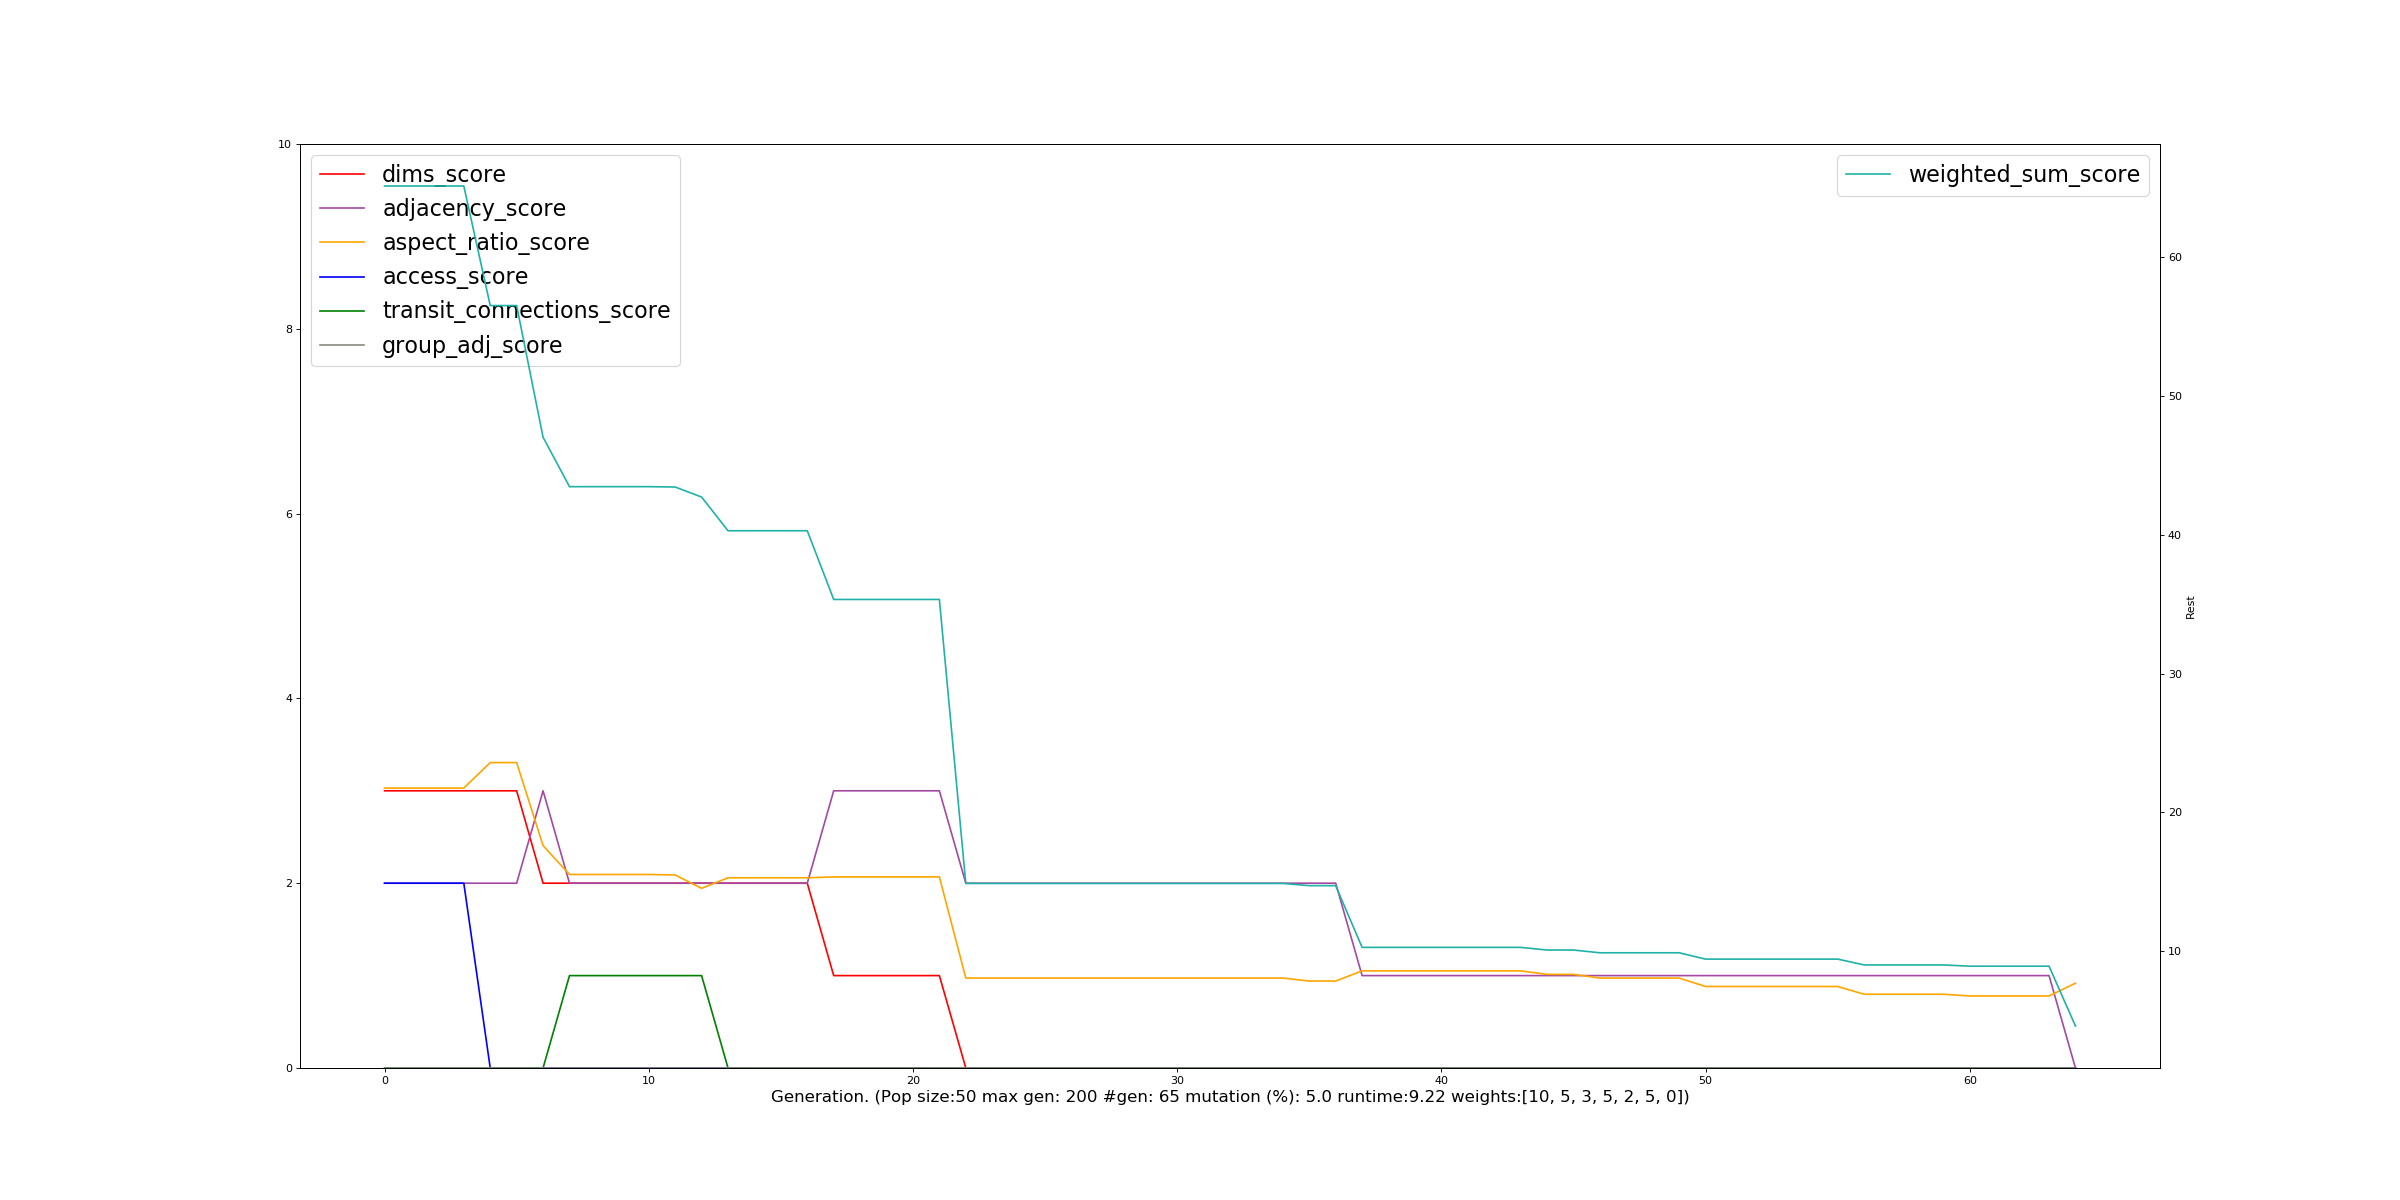 dims_score
adjacency_score
aspect_ratio_score
access_score
transit_connections_score
group_adj_score
weighted_sum_score
10
8
6
4
2
0
60
50
40
30
20
10
Rest
0 10 20 30 40 50 60
Generation. (Pop size:50 max gen: 200 #gen: 65 mutation (%): 5.0 runtime:9.22 weights:[10, 5, 3, 5, 2, 5, 0])